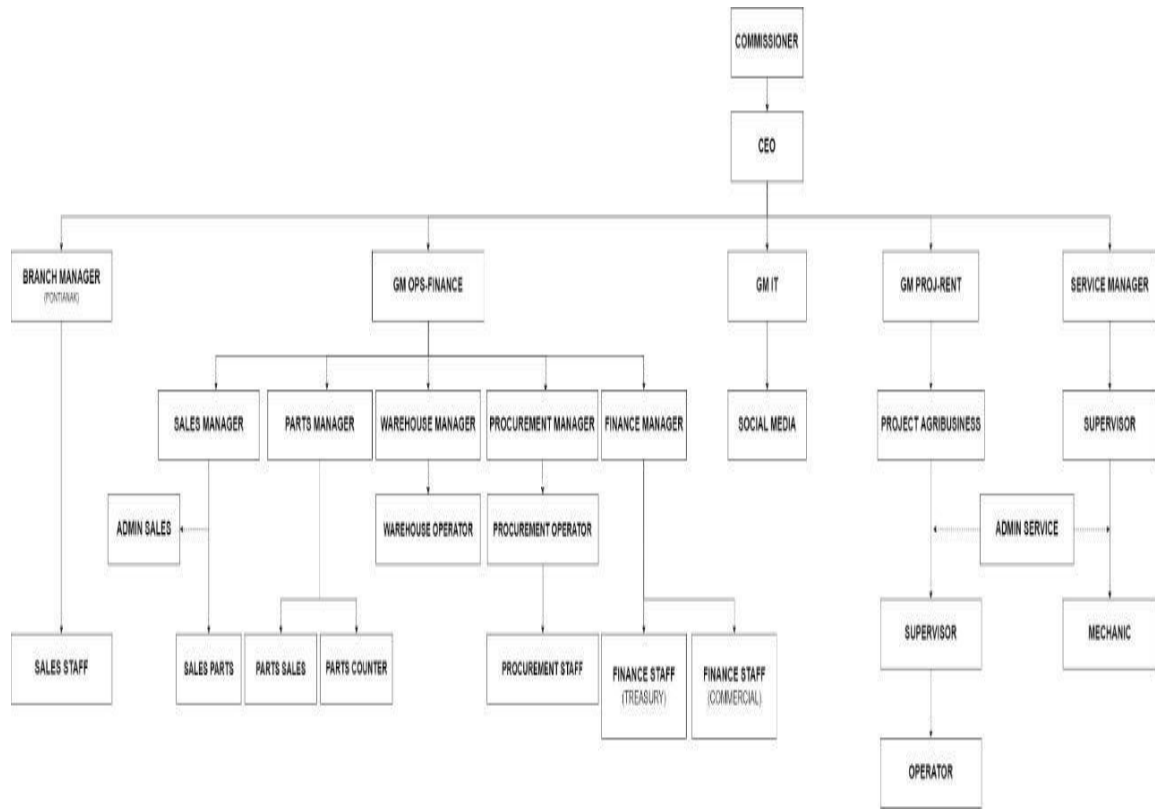 COMMISSIONER
CEO
BRANCH MANAGER
(PONTIANAK)
GM OPS-FINANCE
GM IT
GM PROJ-RENT
SERVICE MANAGER
SALES MANAGER
PARTS MANAGER
WAREHOUSE MANAGER
PROCUREMENT MANAGER
FINANCE MANAGER
SOCIAL MEDIA
PROJECT AGRIBUSINESS
SUPERVISOR
ADMIN SALES
WAREHOUSE OPERATOR
PROCUREMENT OPERATOR
ADMIN SERVICE
SALES STAFF
SALES PARTS
PARTS SALES
PARTS COUNTER
PROCUREMENT STAFF
FINANCE STAFF
(TREASURY)
FINANCE STAFF
(COMMERCIAL)
SUPERVISOR
MECHANIC
OPERATOR